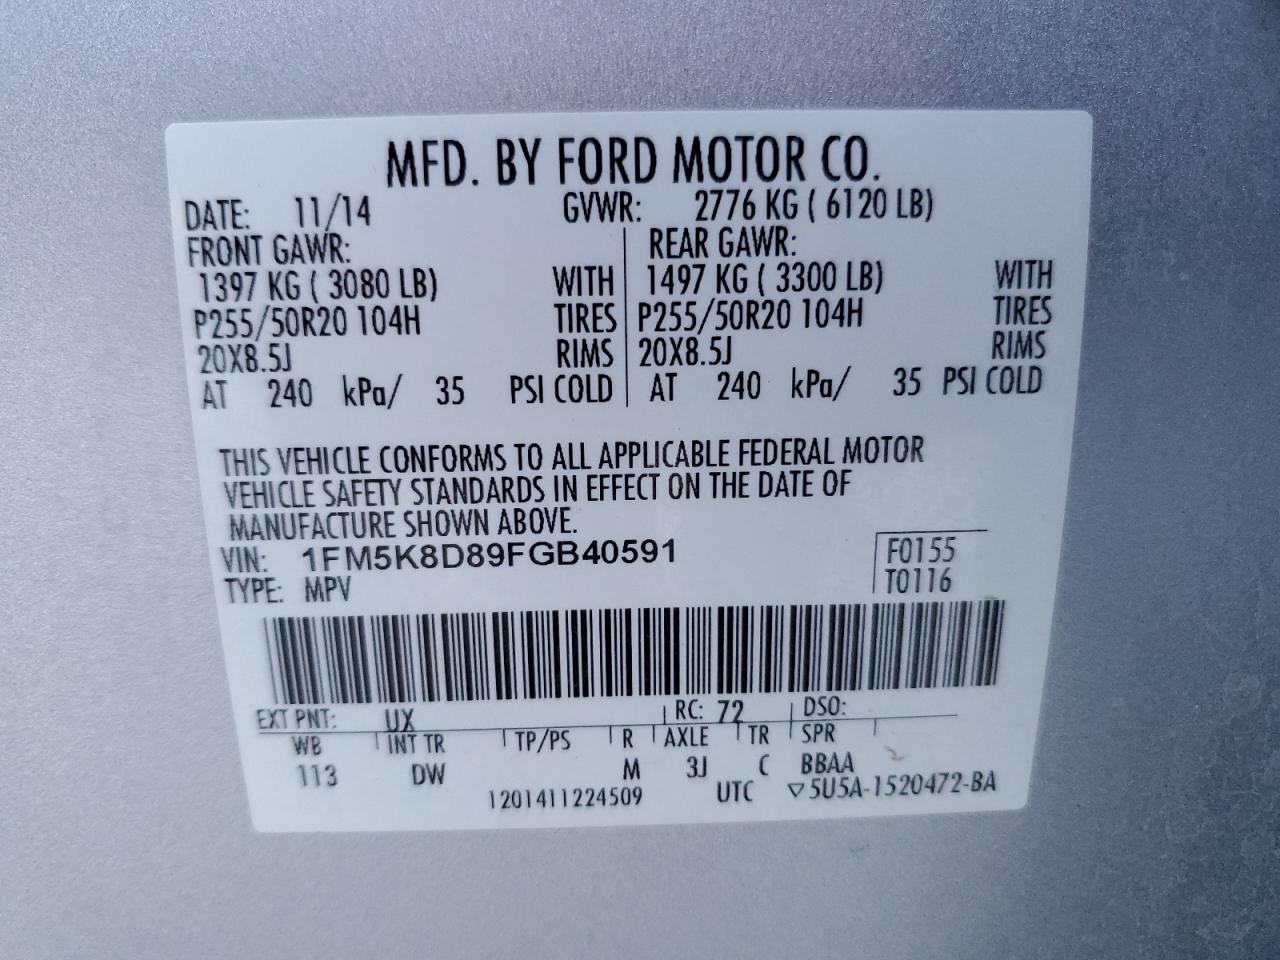 MFD. BY FORD MOTOR CO.
DATE: 11/14 GVWR: 2776 KG ( 6120 LB)
FRONT GAWR: REAR GAWR:
1397 KG ( 3080 LB) WITH 1497 KG ( 3300 LB) WITH
P255/50R20 104H TIRES P255/50R20 104H TIRES
20X8.5J RIMS 20X8.5J RIMS
AT 240 kPa/ 35 PSI COLD AT 240 kPa/ 35 PSI COLD
THIS VEHICLE CONFORMS TO ALL APPLICABLE FEDERAL MOTOR
VEHICLE SAFETY STANDARDS IN EFFECT ON THE DATE OF
MANUFACTURE SHOWN ABOVE.
VIN: 1FM5K8D89FGB40591 F0155
TYPE: MPV T0116
EXT PNT: UX RC: 72 DSO:
WB INT TR TP/PS R AXLE TR SPR
113 DW M 3J C BBAA
1201411224509 UTC ▽5U5A-1520472-BA